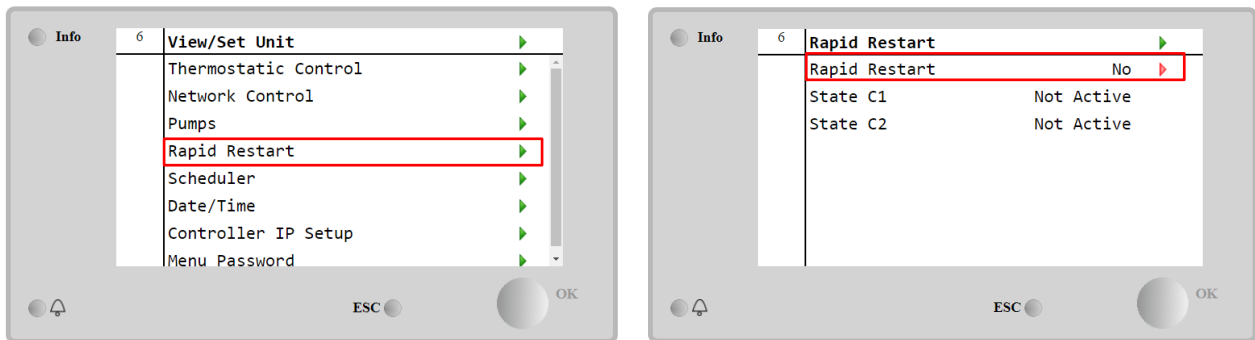 Info
6 View/Set Unit
Thermostatic Control
Network Control
Pumps
Rapid Restart
Scheduler
Date/Time
Controller IP Setup
Menu Password
ESC
OK
Info
6 Rapid Restart
Rapid Restart No
State C1 Not Active
State C2 Not Active
ESC
OK